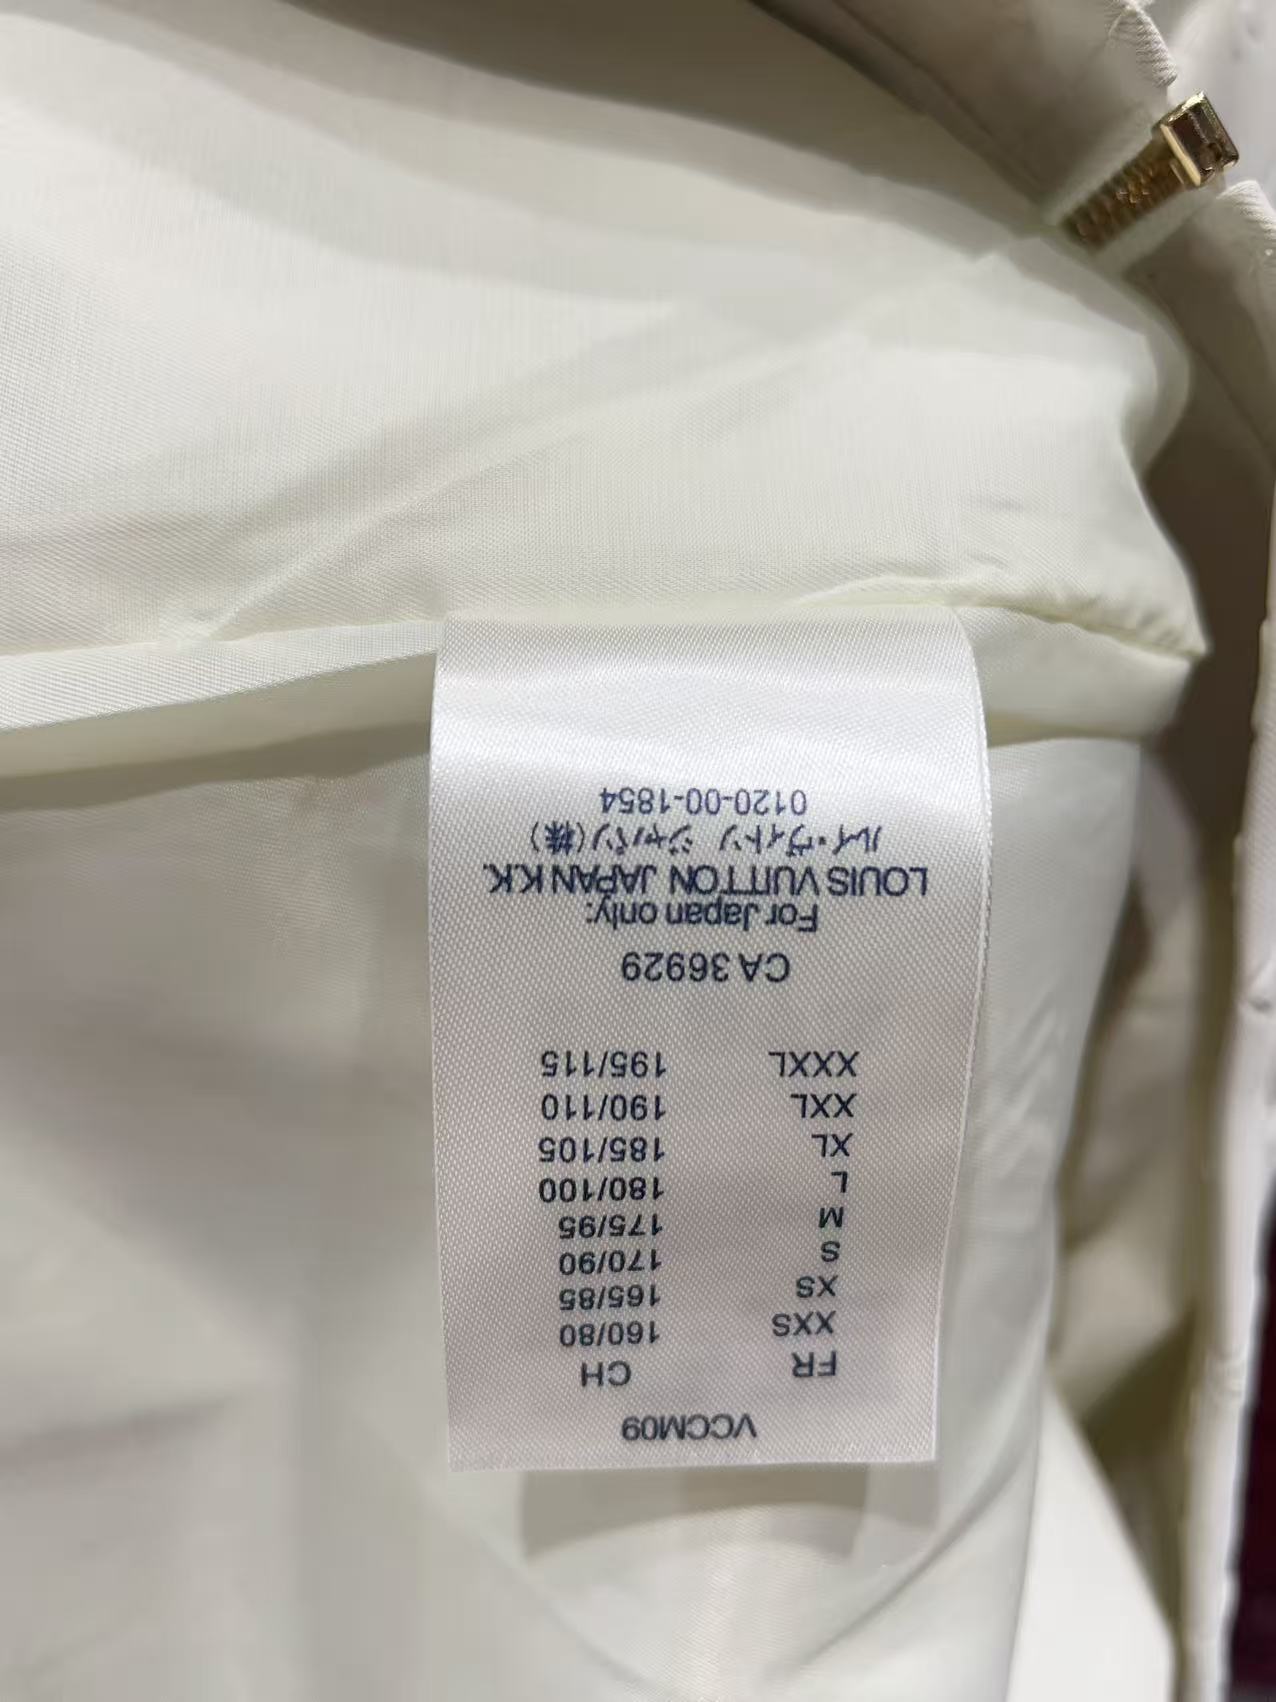 VCCM09
FR CH
XXS 160/80
XS 165/85
S 170/90
M 175/95
L 180/100
XL 185/105
XXL 190/110
XXXL 195/115
CA 36929
For Japan only:
LOUIS VUITTON JAPAN K.K.
ルイ・ヴィトン ジャパン(株)
0120-00-1854